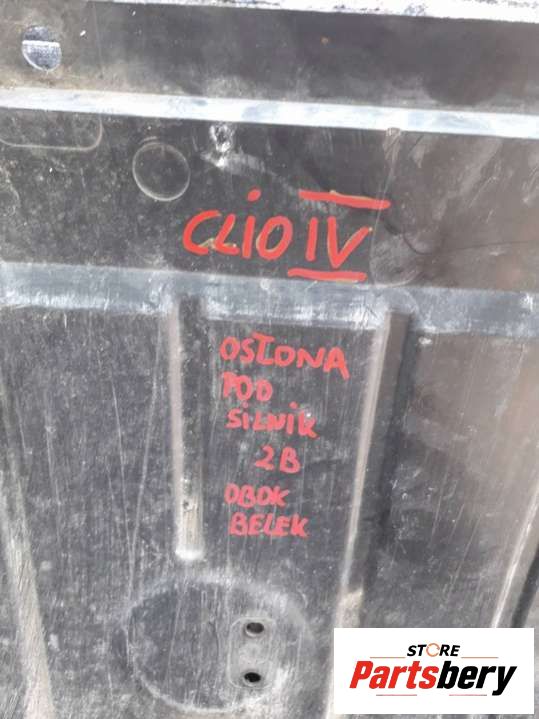 CLIO IV
OSŁONA
POD
SILNIK
2B
OBOK
BELEK
STORE
Partsbery